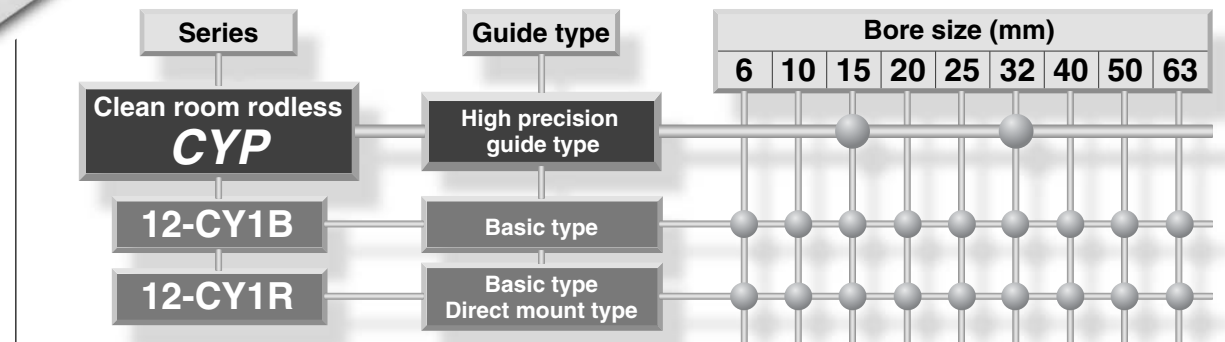 Series Guide type Bore size (mm)
6 10 15 20 25 32 40 50 63
Clean room rodless
CYP
High precision
guide type
12-CY1B Basic type
12-CY1R
Basic type
Direct mount type